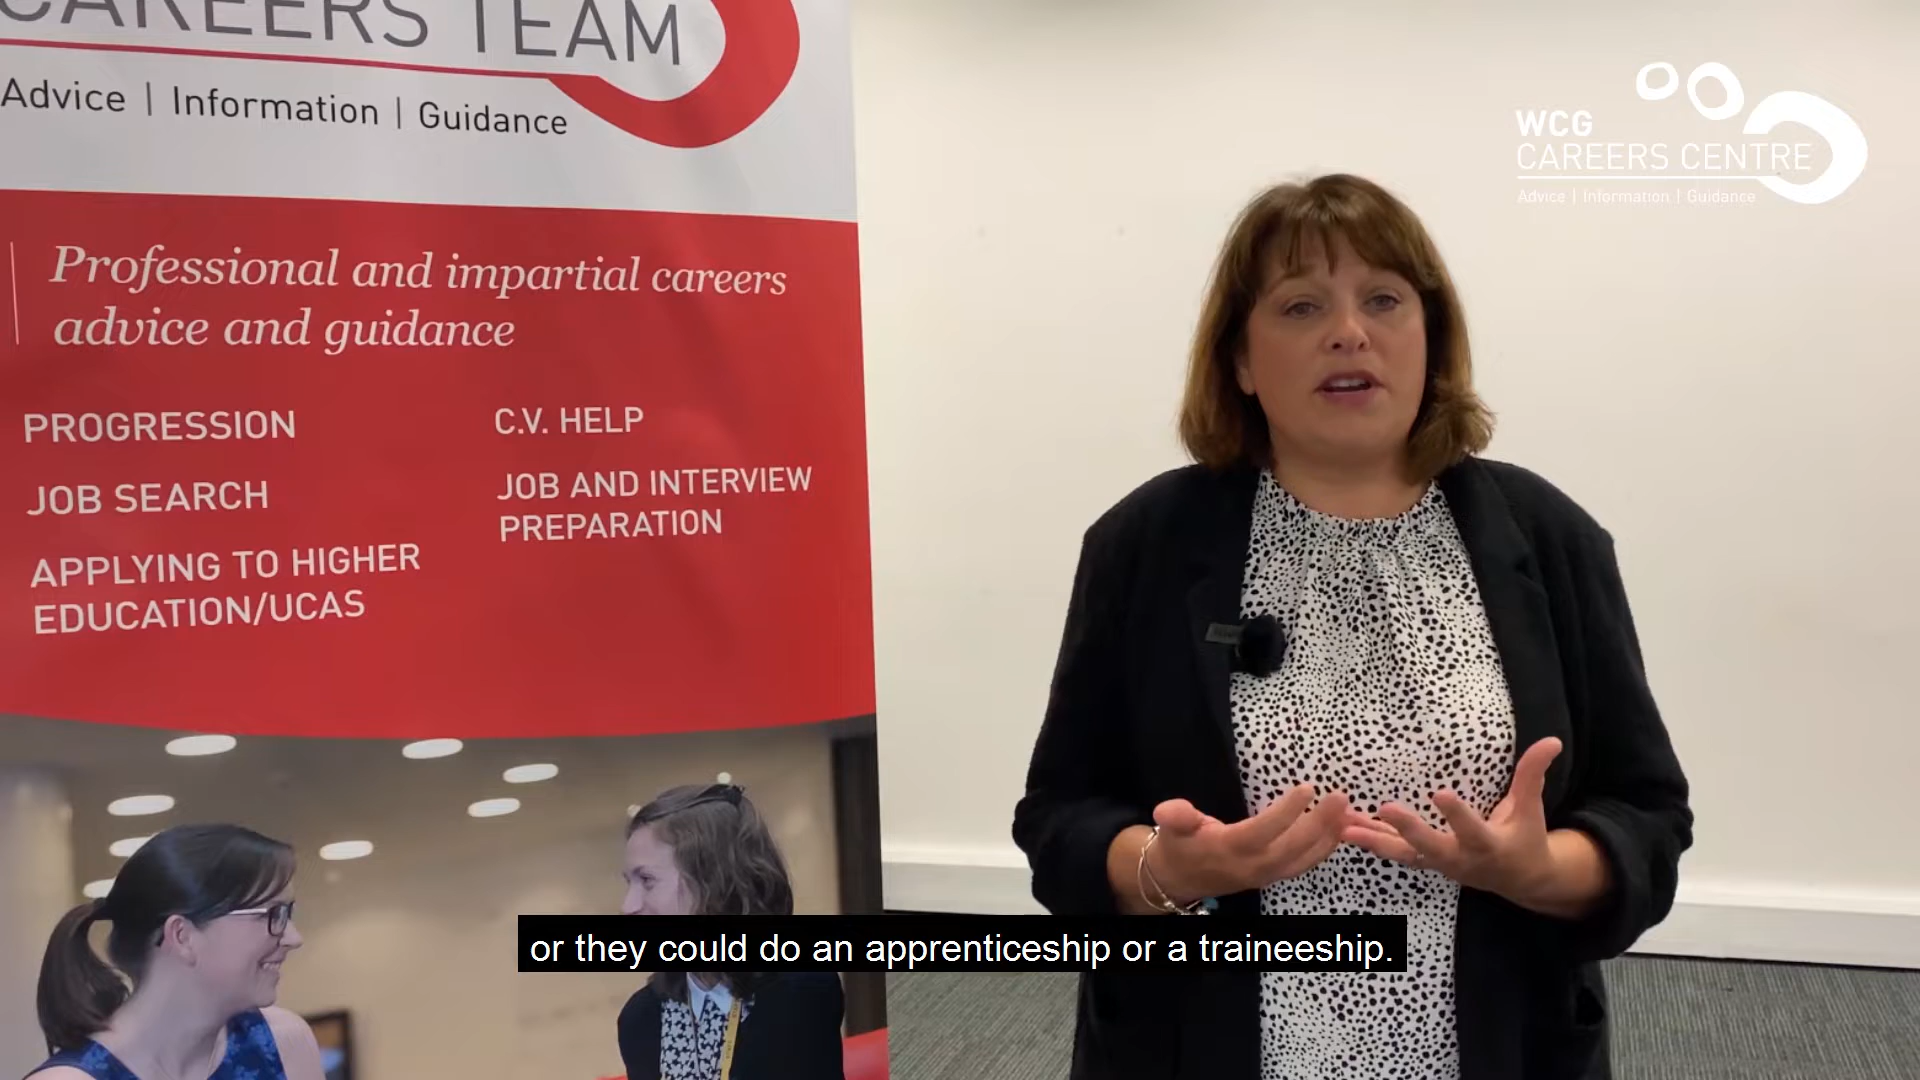 CAREERS TEAM
Advice | Information | Guidance
Professional and impartial careers
advice and guidance
PROGRESSION
JOB SEARCH
APPLYING TO HIGHER
EDUCATION/UCAS
C.V. HELP
JOB AND INTERVIEW
PREPARATION
WCG
CAREERS CENTRE
Advice | Information | Guidance
or they could do an apprenticeship or a traineeship.